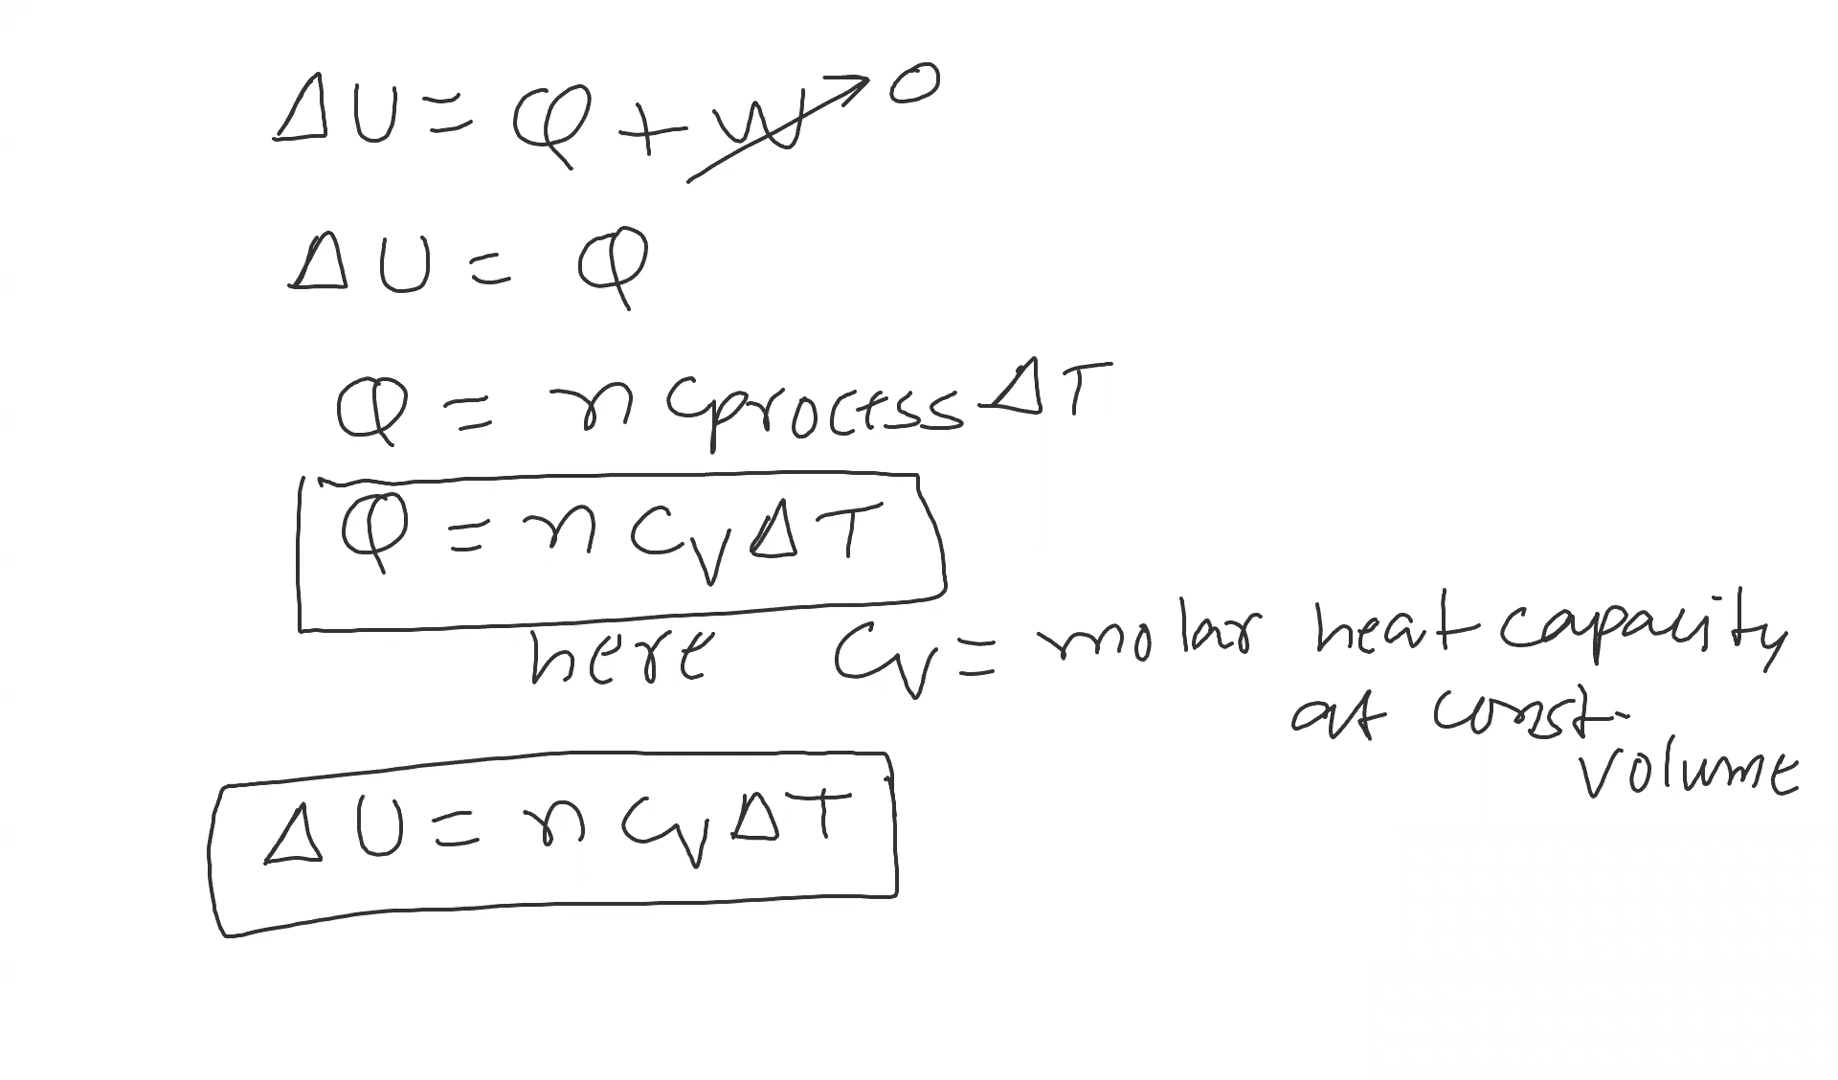 ΔU = Q + W → 0
ΔU = Q
Q = n Cprocess ΔT
Q = n Cv ΔT
here Cv = molar heat capacity
at const.
volume
ΔU = n Cv ΔT